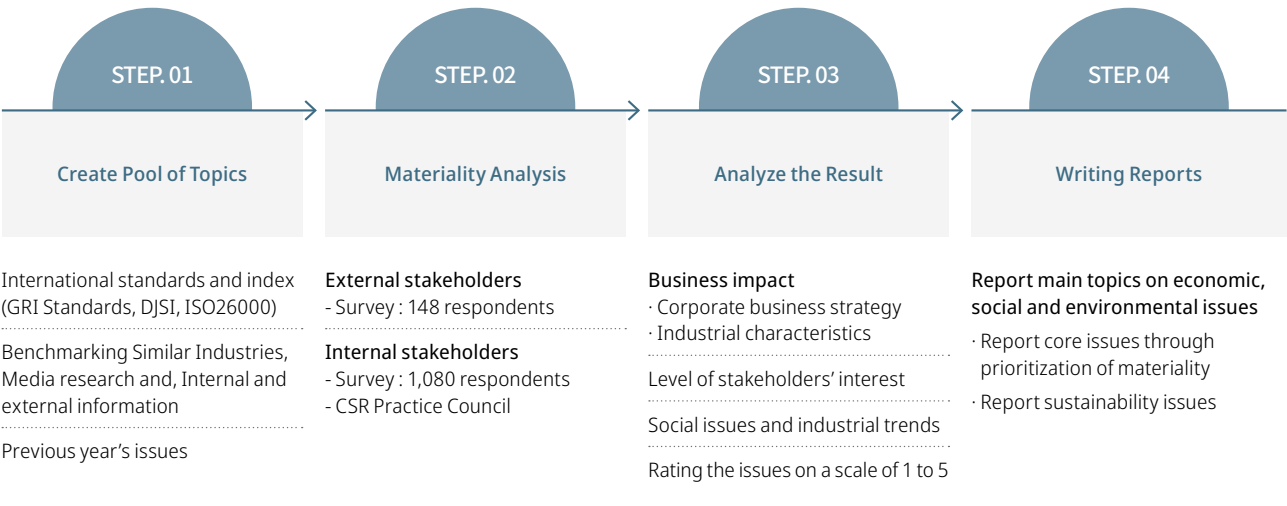 STEP. 01
Create Pool of Topics
International standards and index
(GRI Standards, DJSI, ISO26000)
Benchmarking Similar Industries,
Media research and, Internal and
external information
Previous year’s issues
STEP. 02
Materiality Analysis
External stakeholders
- Survey : 148 respondents
Internal stakeholders
- Survey : 1,080 respondents
- CSR Practice Council
STEP. 03
Analyze the Result
Business impact
· Corporate business strategy
· Industrial characteristics
Level of stakeholders’ interest
Social issues and industrial trends
Rating the issues on a scale of 1 to 5
STEP. 04
Writing Reports
Report main topics on economic,
social and environmental issues
· Report core issues through
prioritization of materiality
· Report sustainability issues